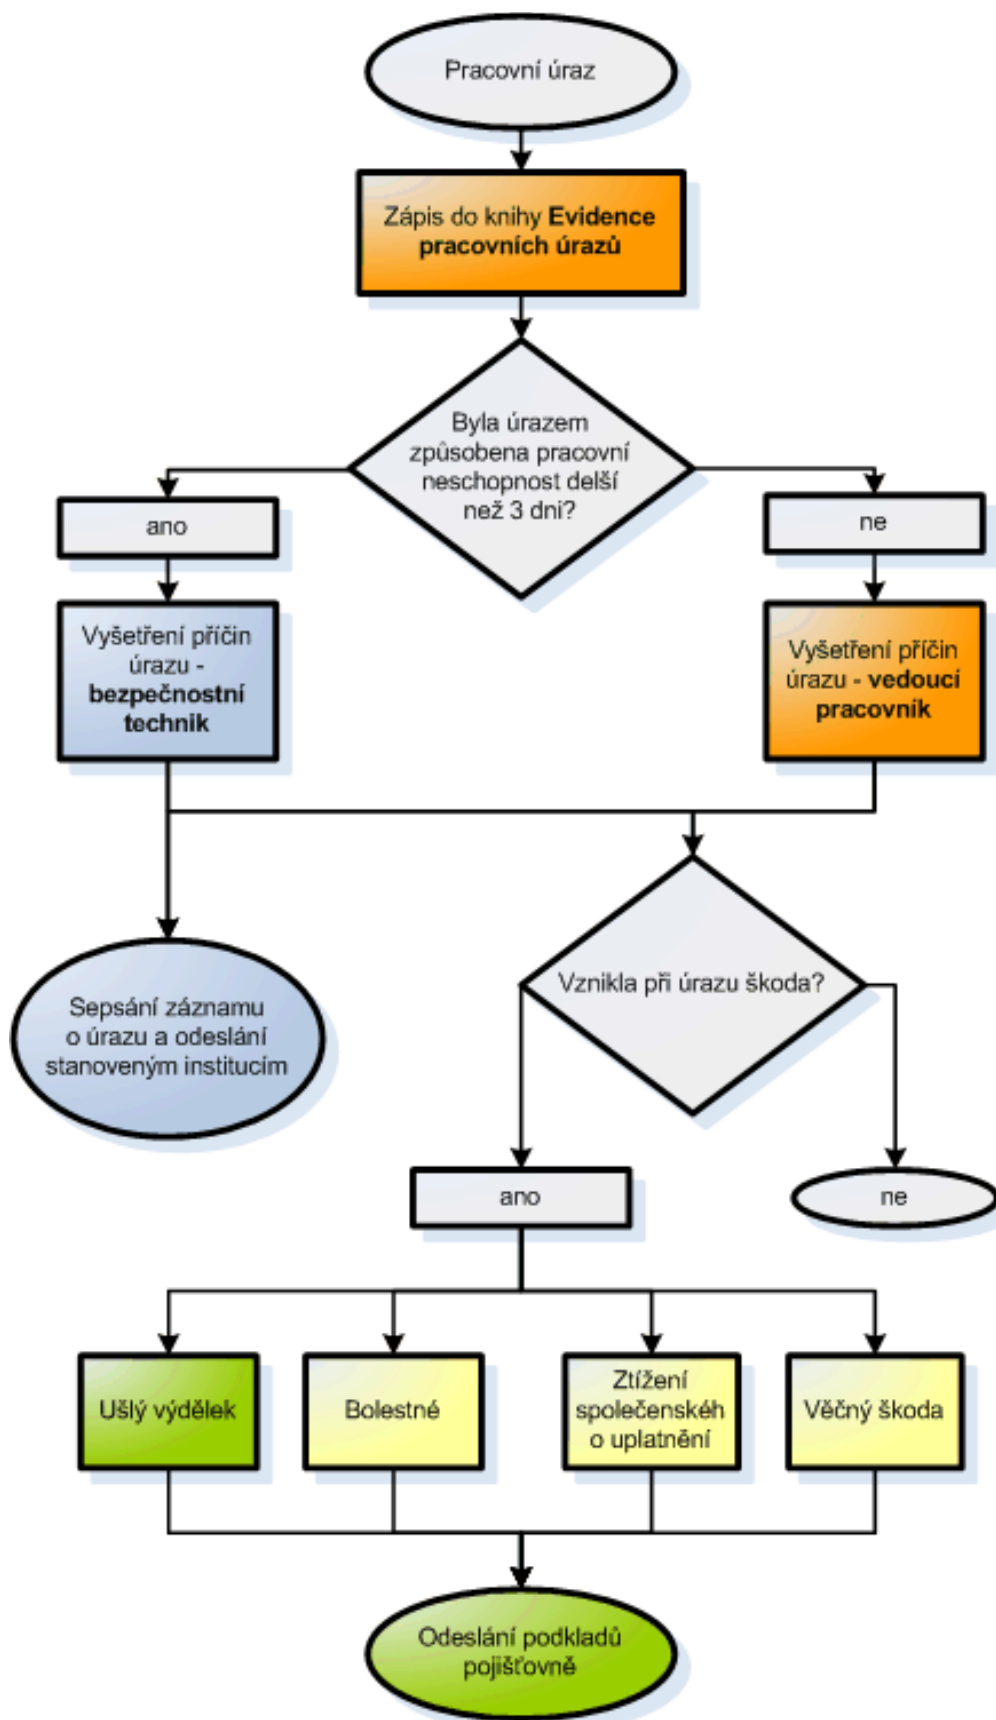 Pracovní úraz
Zápis do knihy Evidence
pracovních úrazů
Byla úrazem
způsobena pracovní
neschopnost delší
než 3 dni?
ano
ne
Vyšetření příčin
úrazu -
bezpečnostní
technik
Vyšetření příčin
úrazu - vedoucí
pracovník
Vznikla při úrazu škoda?
Sepsání záznamu
o úrazu a odeslání
stanoveným institucím
ano
ne
Ušlý výdělek
Bolestné
Ztížení
společenskéh
o uplatnění
Věčný škoda
Odeslání podkladů
pojišťovně